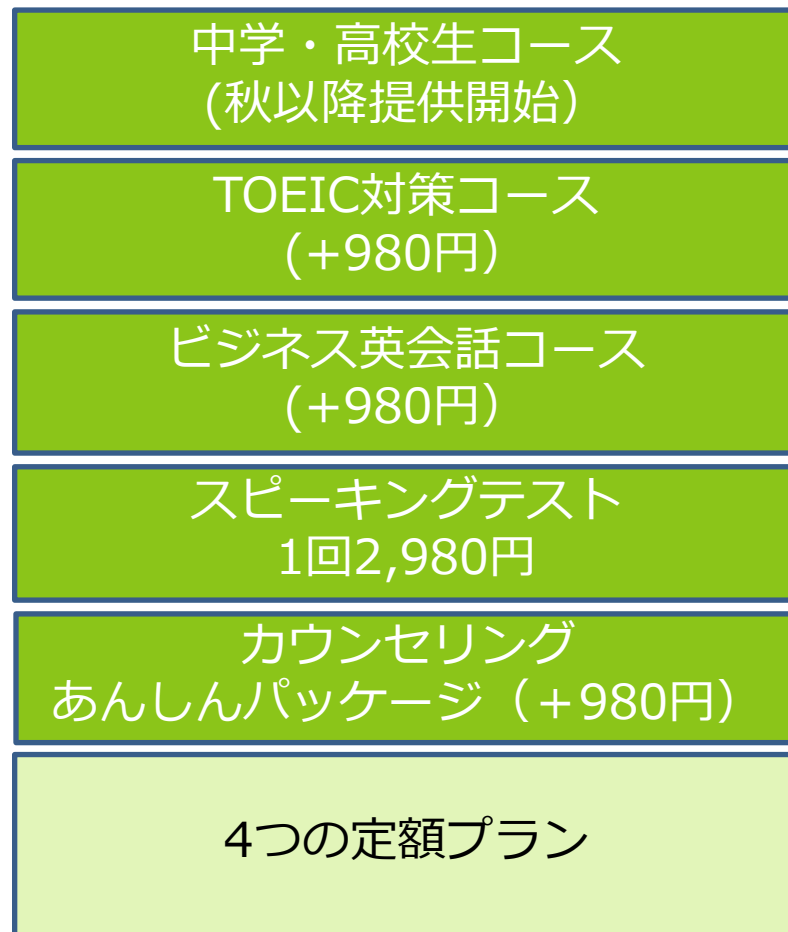 中学・高校生コース
(秋以降提供開始）
TOEIC対策コース
(+980円）
ビジネス英会話コース
(+980円）
スピーキングテスト
1回2,980円
カウンセリング
あんしんパッケージ（+980円）
4つの定額プラン